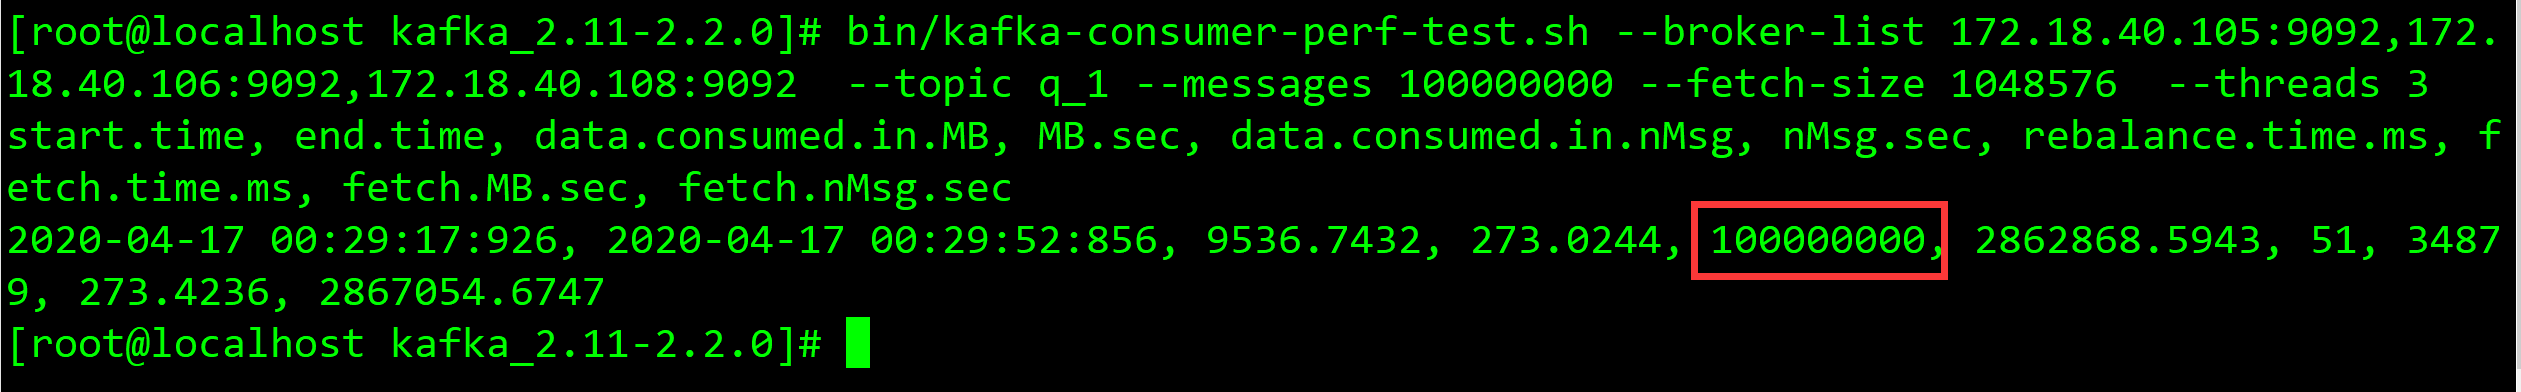 [root@localhost kafka_2.11-2.2.0]# bin/kafka-consumer-perf-test.sh --broker-list 172.18.40.105:9092,172.
18.40.106:9092,172.18.40.108:9092  --topic q_1 --messages 100000000 --fetch-size 1048576  --threads 3
start.time, end.time, data.consumed.in.MB, MB.sec, data.consumed.in.nMsg, nMsg.sec, rebalance.time.ms, f
etch.time.ms, fetch.MB.sec, fetch.nMsg.sec
2020-04-17 00:29:17:926, 2020-04-17 00:29:52:856, 9536.7432, 273.0244, 100000000, 2862868.5943, 51, 3487
9, 273.4236, 2867054.6747
[root@localhost kafka_2.11-2.2.0]#